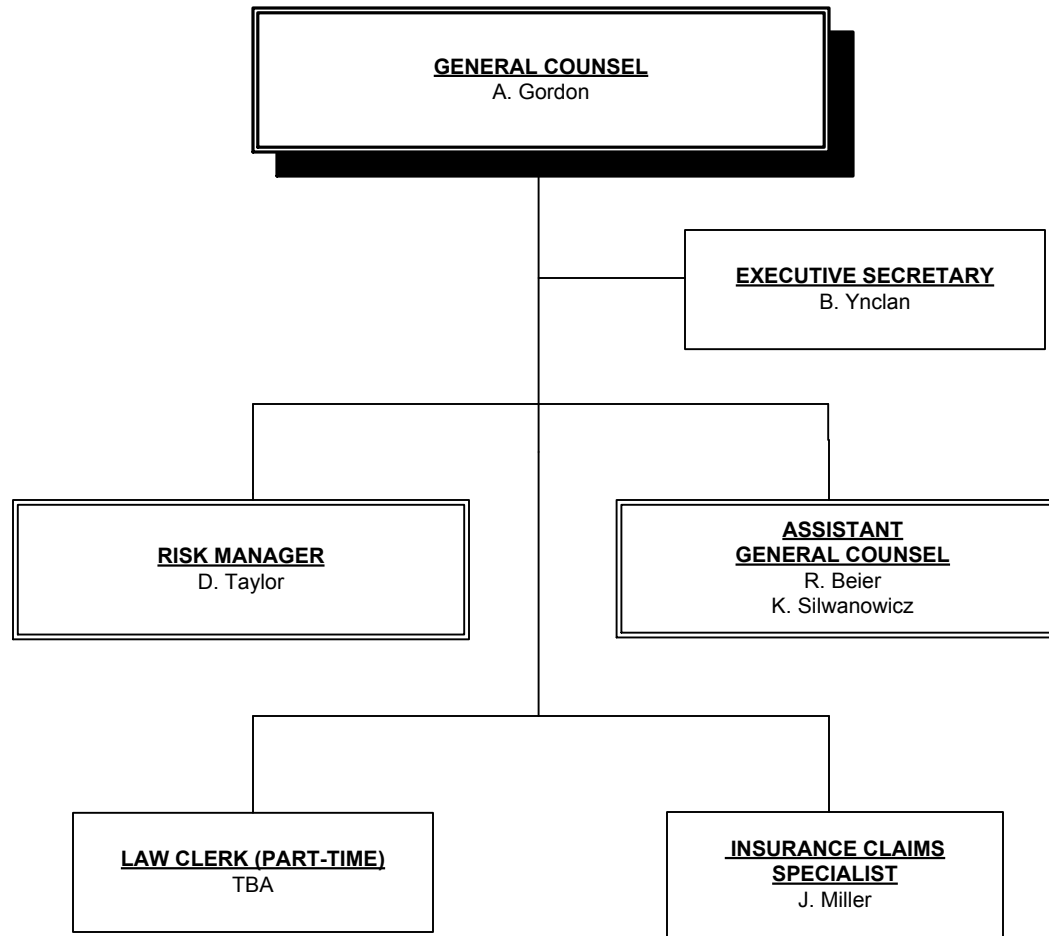 GENERAL COUNSEL
A. Gordon
EXECUTIVE SECRETARY
B. Ynclan
RISK MANAGER
D. Taylor
ASSISTANT
GENERAL COUNSEL
R. Beier
K. Silwanowicz
LAW CLERK (PART-TIME)
TBA
INSURANCE CLAIMS
SPECIALIST
J. Miller